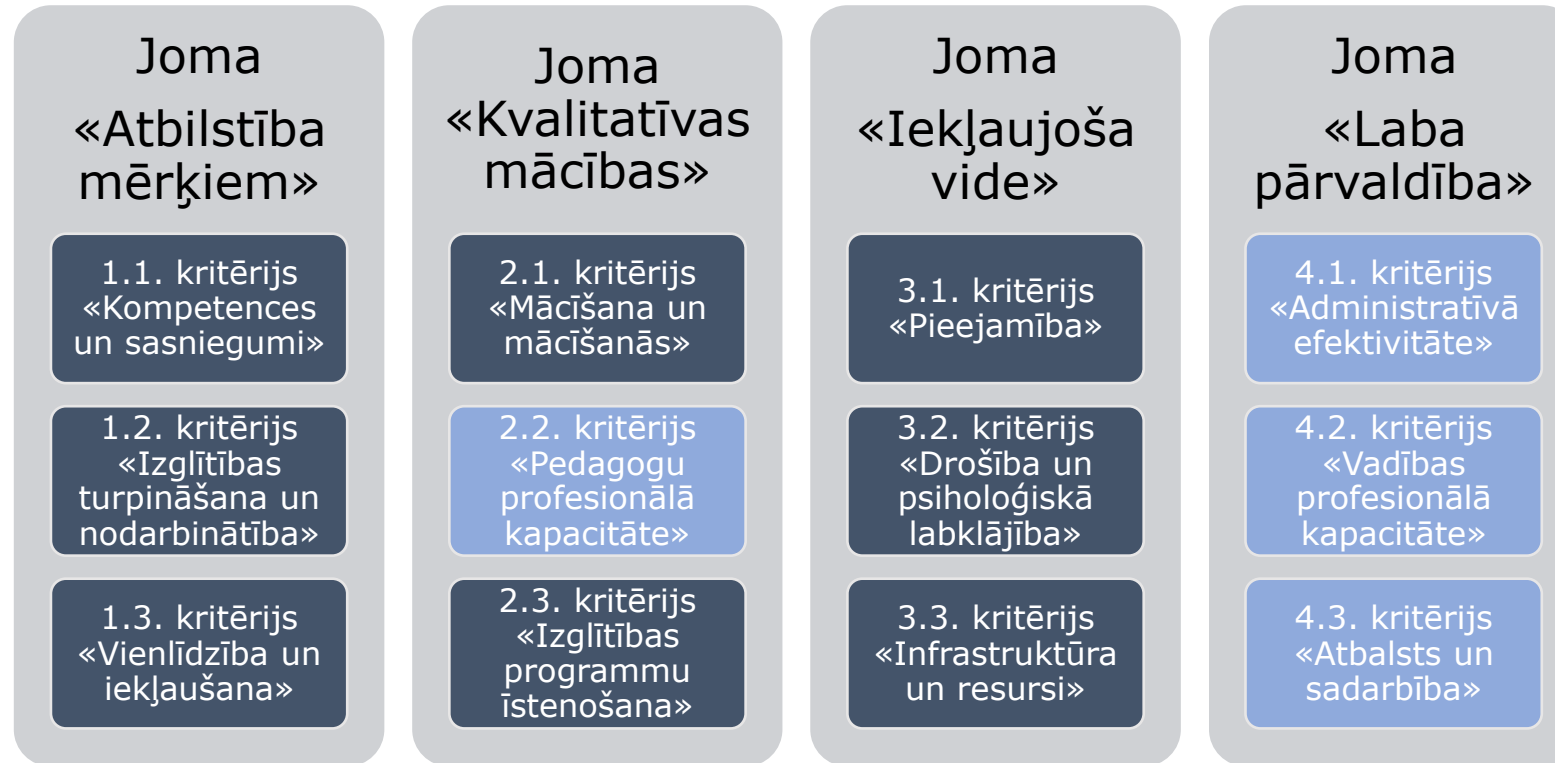 Joma
«Atbilstība
mērķiem»
1.1. kritērijs
«Kompetences
un sasniegumi»
1.2. kritērijs
«Izglītības
turpināšana un
nodarbinātība»
1.3. kritērijs
«Vienlīdzība un
iekļaušana»
Joma
«Kvalitatīvas
mācības»
2.1. kritērijs
«Mācīšana un
mācīšanās»
2.2. kritērijs
«Pedagogu
profesionālā
kapacitāte»
2.3. kritērijs
«Izglītības
programmu
īstenošana»
Joma
«Iekļaujoša
vide»
3.1. kritērijs
«Pieejamība»
3.2. kritērijs
«Drošība un
psiholoģiskā
labklājība»
3.3. kritērijs
«Infrastruktūra
un resursi»
Joma
«Laba
pārvaldība»
4.1. kritērijs
«Administratīvā
efektivitāte»
4.2. kritērijs
«Vadības
profesionālā
kapacitāte»
4.3. kritērijs
«Atbalsts un
sadarbība»